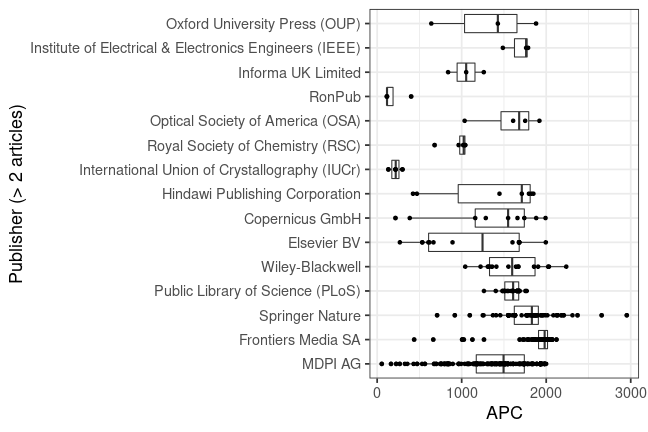 Publisher (> 2 articles)
Oxford University Press (OUP)
Institute of Electrical & Electronics Engineers (IEEE)
Informa UK Limited
RonPub
Optical Society of America (OSA)
Royal Society of Chemistry (RSC)
International Union of Crystallography (IUCr)
Hindawi Publishing Corporation
Copernicus GmbH
Elsevier BV
Wiley-Blackwell
Public Library of Science (PLoS)
Springer Nature
Frontiers Media SA
MDPI AG
0 1000 2000 3000
APC